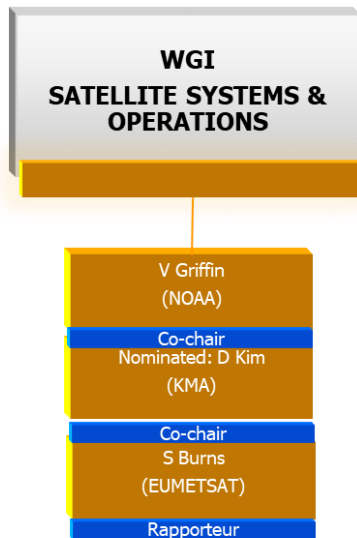 WGI
SATELLITE SYSTEMS &
OPERATIONS
V Griffin
(NOAA)
Co-chair
Nominated: D Kim
(KMA)
Co-chair
S Burns
(EUMETSAT)
Rapporteur